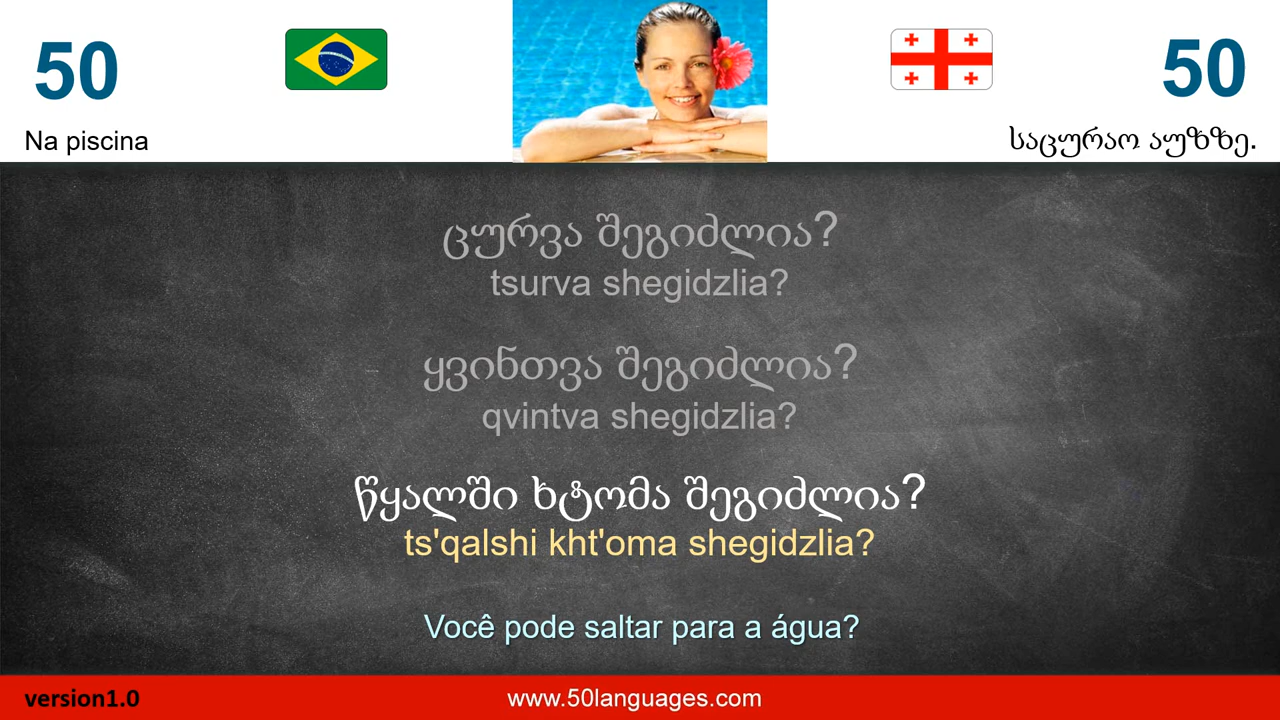 50
50
Na piscina
საცურაო აუზზე.
ცურვა შეგიძლია?
tsurva shegidzlia?
ყვინთვა შეგიძლია?
qvintva shegidzlia?
წყალში ხტომა შეგიძლია?
ts'qalshi kht'oma shegidzlia?
Você pode saltar para a água?
version1.0
www.50languages.com